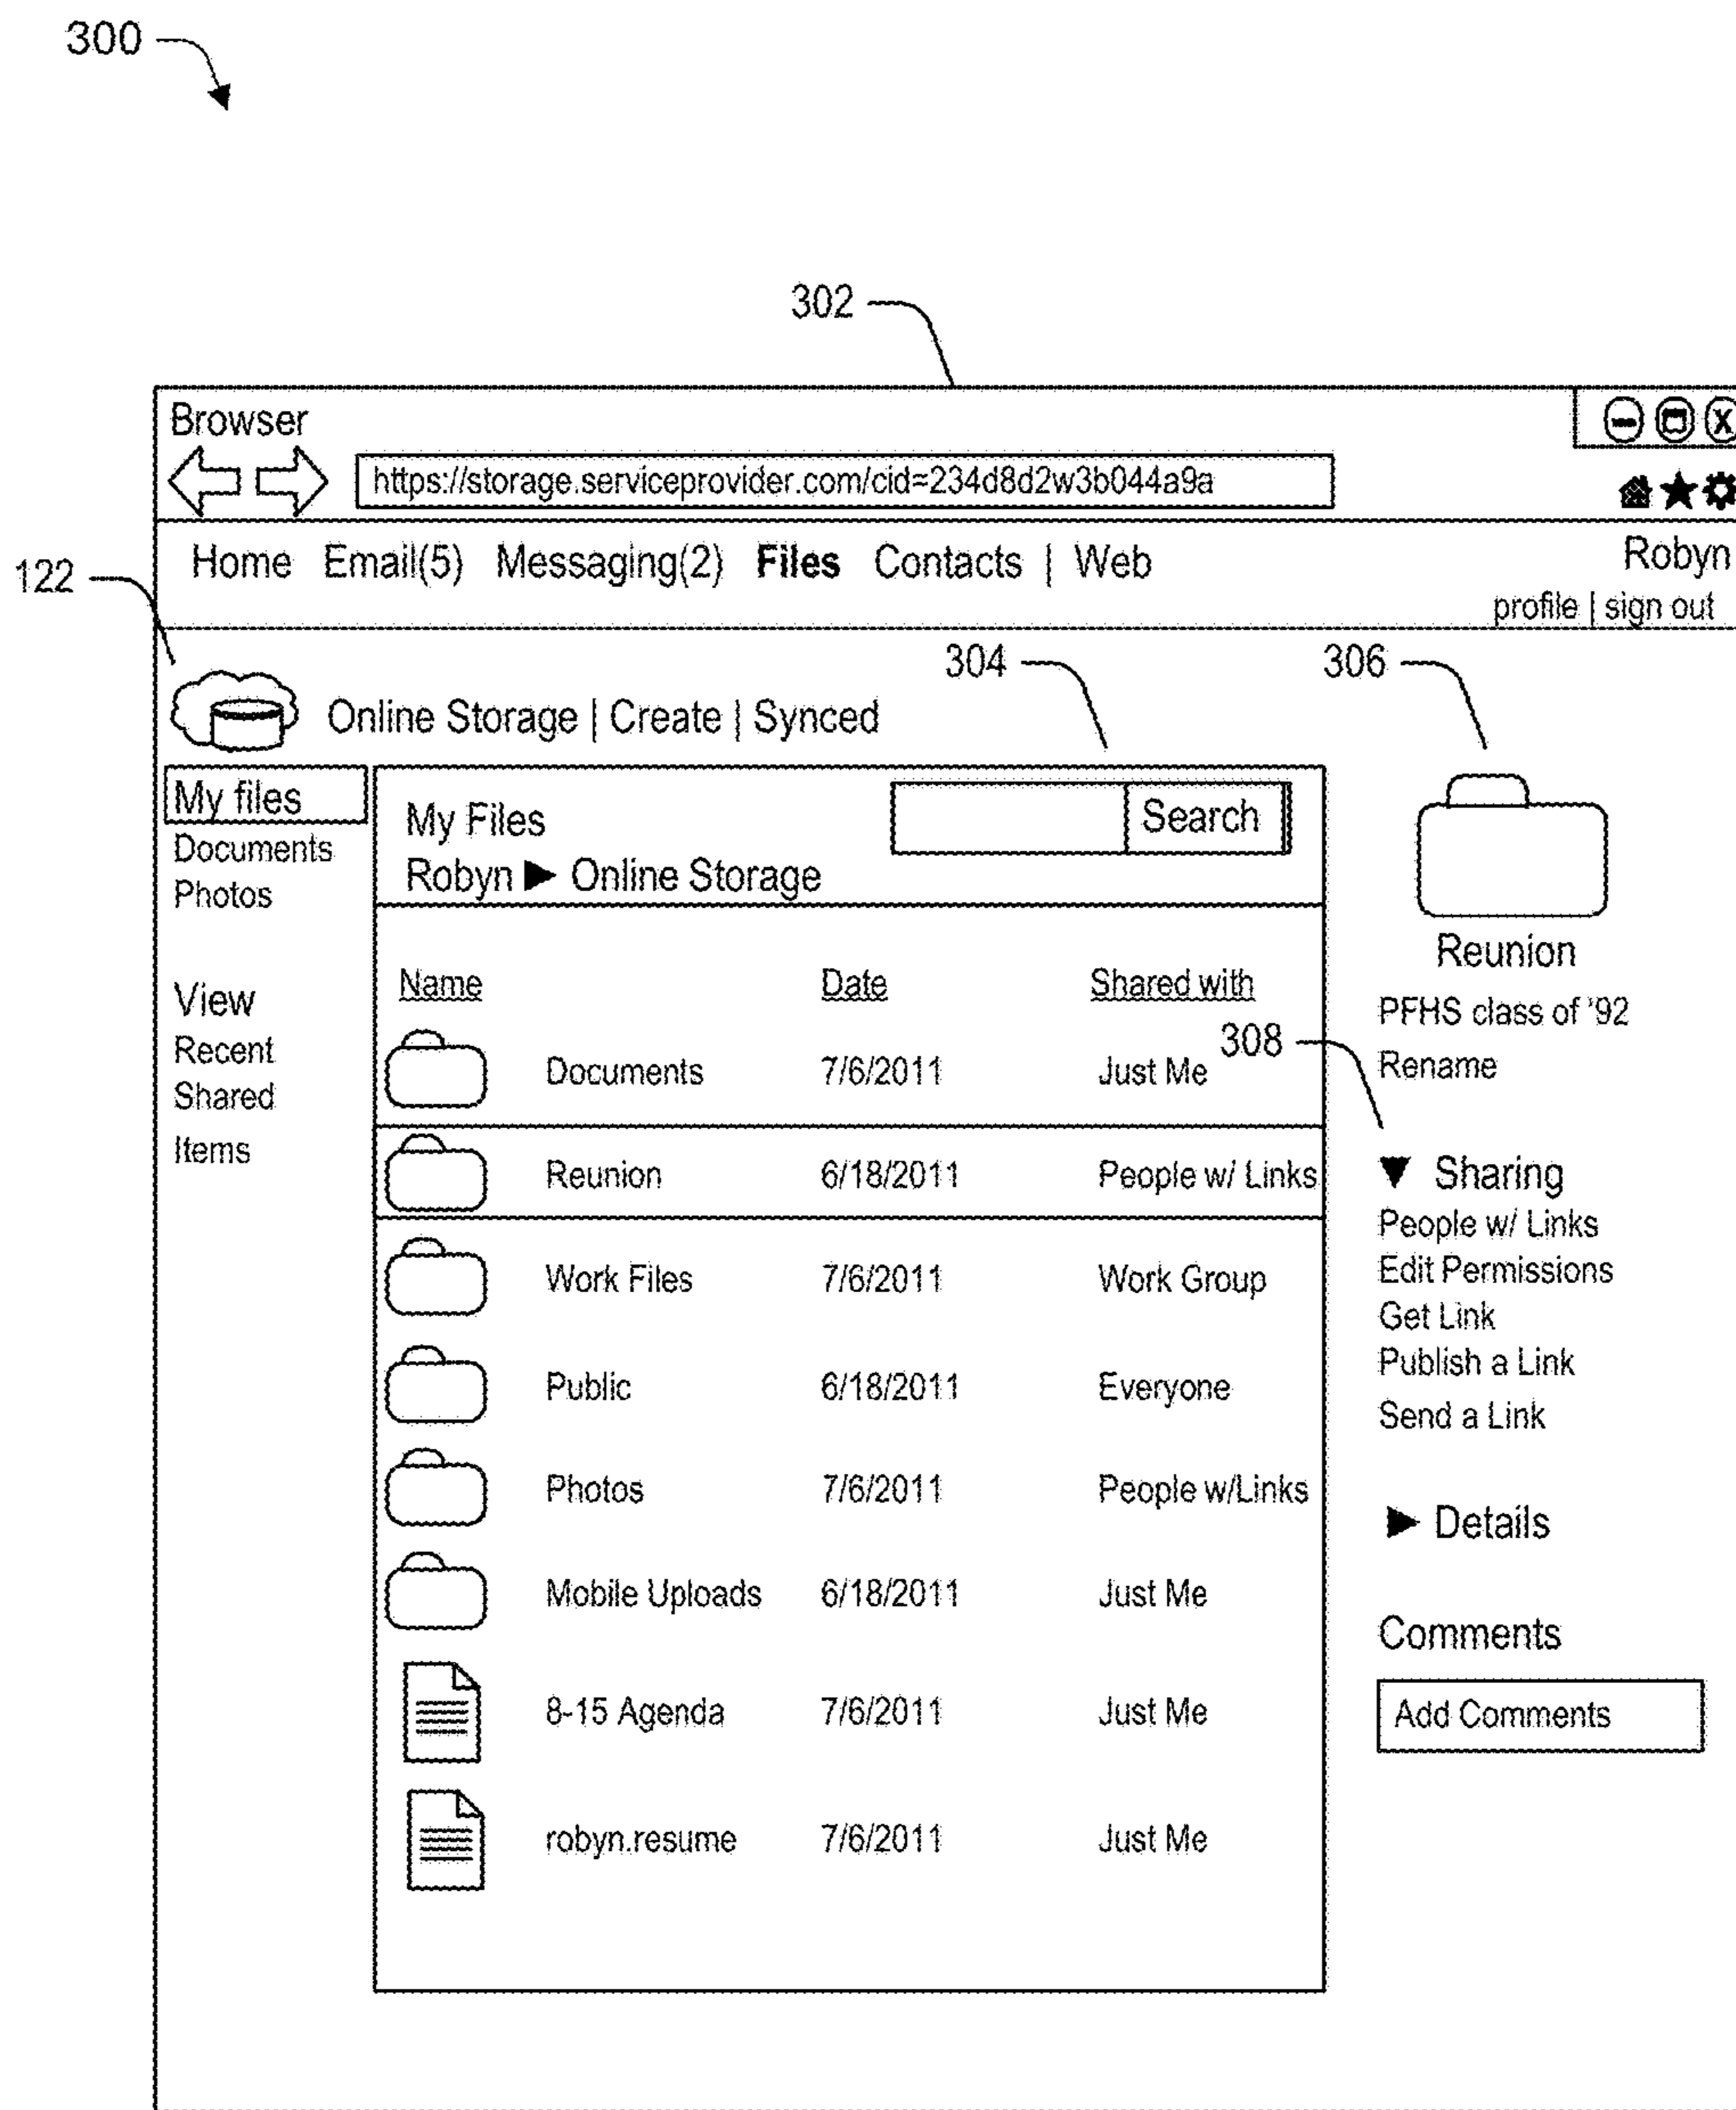 300
302
Browser
https://storage.serviceprovider.com/cid=234d8d2w3b044a9a
X
Home Email(5) Messaging(2) Files Contacts | Web
Robyn
profile | sign out
122
304
306
Online Storage | Create | Synced
My files
Documents
Photos
View
Recent
Shared
Items
My Files
Search
Robyn ▶ Online Storage
Name Date Shared with
Documents 7/6/2011 Just Me
Reunion 6/18/2011 People w/ Links
Work Files 7/6/2011 Work Group
Public 6/18/2011 Everyone
Photos 7/6/2011 People w/Links
Mobile Uploads 6/18/2011 Just Me
8-15 Agenda 7/6/2011 Just Me
robyn.resume 7/6/2011 Just Me
Reunion
PFHS class of '92
Rename
308
▼ Sharing
People w/ Links
Edit Permissions
Get Link
Publish a Link
Send a Link
▶ Details
Comments
Add Comments